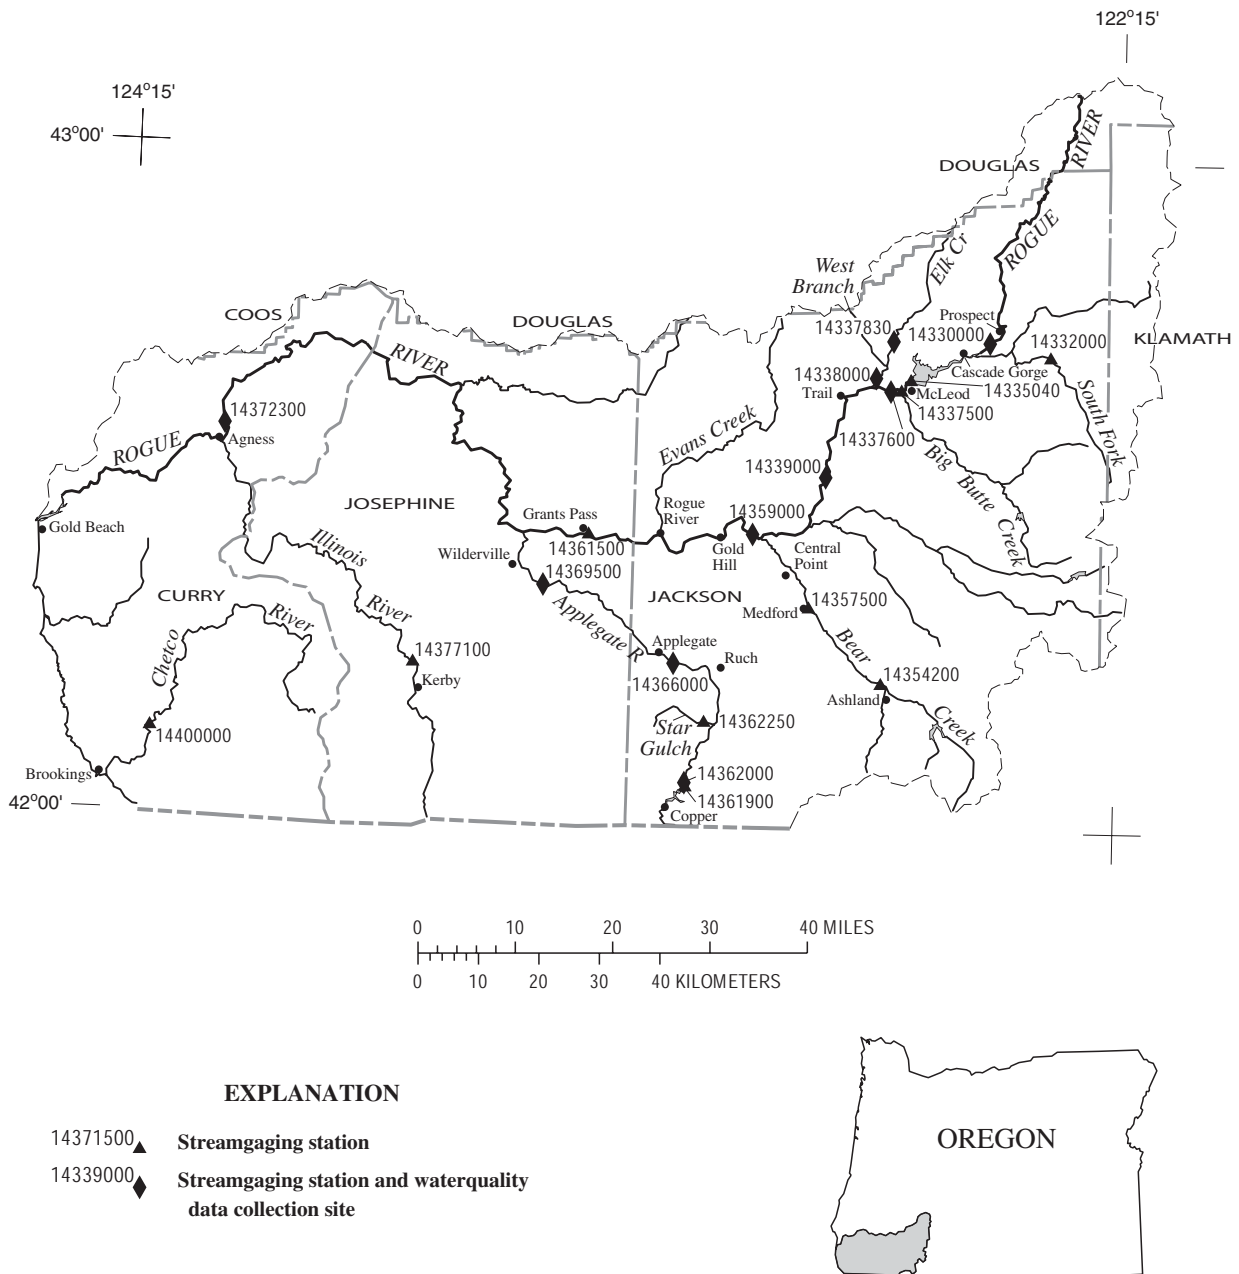 122°15'
124°15'
43°00'
DOUGLAS
RIVER
ROGUE
Elk Cr
West
Branch
COOS
DOUGLAS
Prospect
14337830
14330000
14332000
KLAMATH
RIVER
Cascade Gorge
14338000
14335040
McLeod
Trail
14337500
South Fork
14372300
14337600
Agness
ROGUE
Evans Creek
Big
Butte
Creek
14339000
JOSEPHINE
Rogue
River
14359000
Grants Pass
Gold Beach
14361500
Gold
Hill
Central
Point
Illinois
Wilderville
14369500
CURRY
River
River
Applegate R
JACKSON
14357500
Medford
Chetco
Applegate
Bear
14377100
Ruch
Kerby
14366000
14354200
Ashland
14400000
Star
Gulch
14362250
Creek
Brookings
14362000
14361900
42°00'
Copper
0 10 20 30 40 MILES
0 10 20 30 40 KILOMETERS
EXPLANATION
14371500
Streamgaging station
14339000
Streamgaging station and waterquality
data collection site
OREGON